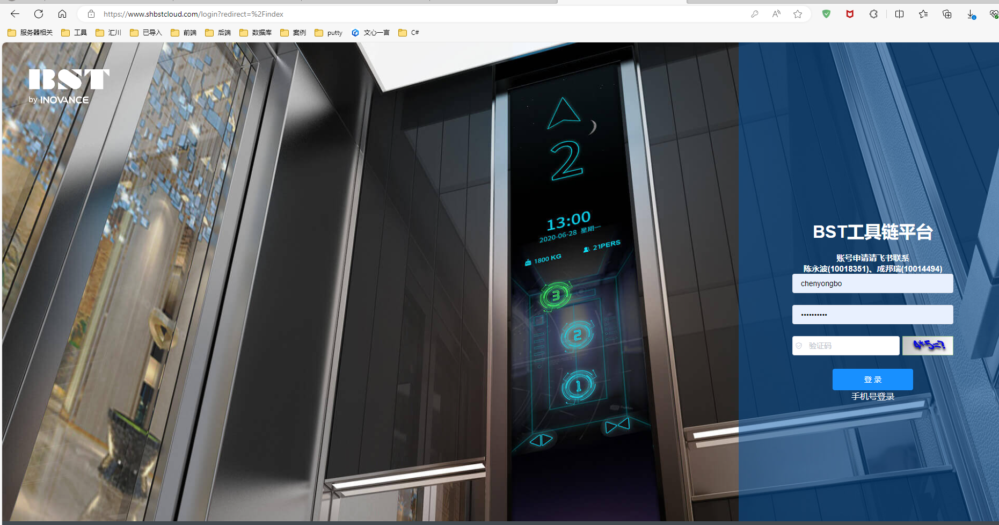 https://www.shbstcloud.com/login?redirect=%2Findex
服务器相关 工具 汇川 已导入 前端 后端 数据库 案例 putty 文心一言 C#
BST
by INOVANCE
2
13:00
2020-06-28 星期一
1800 KG 21PERS
3
2
1
BST工具链平台
账号申请请飞书联系
陈永波(10018351)、成邦瑞(10014494)
chenyongbo
••••••••••
验证码 4*5=?
登 录
手机号登录